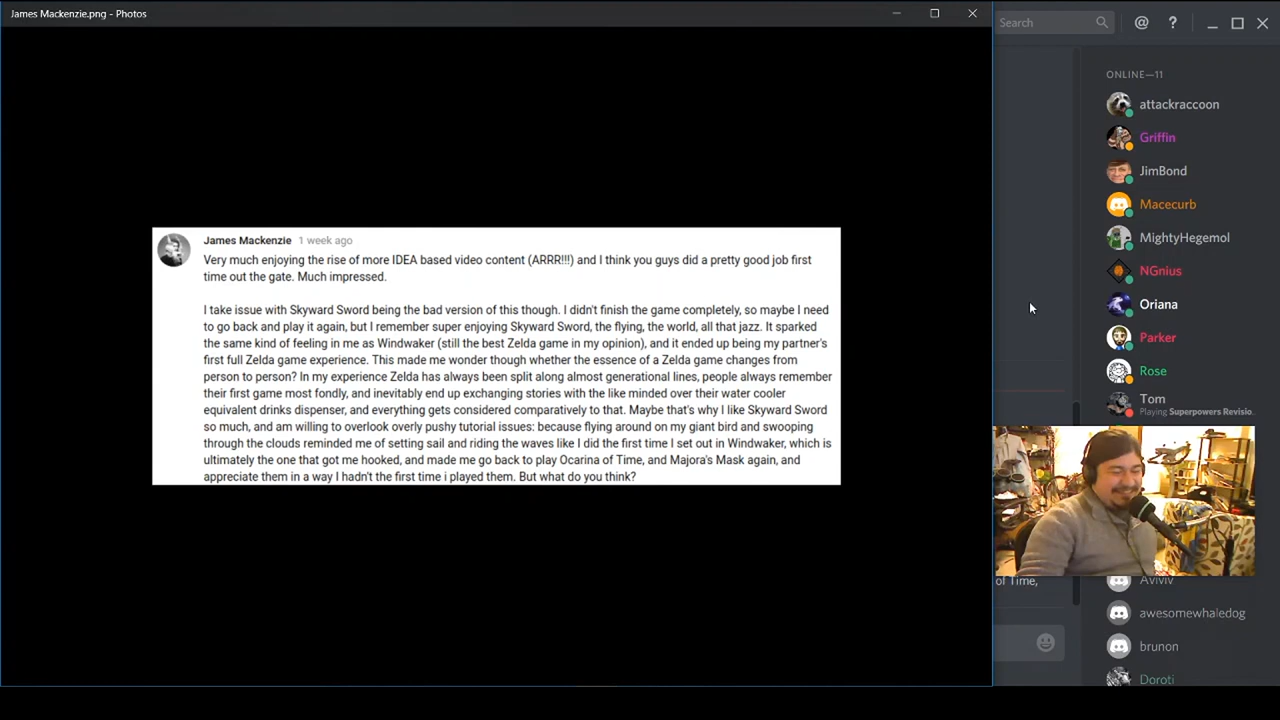 James Mackenzie.png - Photos
James Mackenzie 1 week ago
Very much enjoying the rise of more IDEA based video content (ARRR!!!) and I think you guys did a pretty good job first
time out the gate. Much impressed.
I take issue with Skyward Sword being the bad version of this though. I didn't finish the game completely, so maybe I need
to go back and play it again, but I remember super enjoying Skyward Sword, the flying, the world, all that jazz. It sparked
the same kind of feeling in me as Windwaker (still the best Zelda game in my opinion), and it ended up being my partner's
first full Zelda game experience. This made me wonder though whether the essence of a Zelda game changes from
person to person? In my experience Zelda has always been split along almost generational lines, people always remember
their first game most fondly, and inevitably end up exchanging stories with the like minded over their water cooler
equivalent drinks dispenser, and everything gets considered comparatively to that. Maybe that's why I like Skyward Sword
so much, and am willing to overlook overly pushy tutorial issues: because flying around on my giant bird and swooping
through the clouds reminded me of setting sail and riding the waves like I did the first time I set out in Windwaker, which is
ultimately the one that got me hooked, and made me go back to play Ocarina of Time, and Majora's Mask again, and
appreciate them in a way I hadn't the first time i played them. But what do you think?
Search
@ ?
ONLINE—11
attackraccoon
Griffin
JimBond
Macecurb
MightyHegemol
NGnius
Oriana
Parker
Rose
Tom
Playing Superpowers Revisio...
of Time,
Aviviv
awesomewhaledog
brunon
Doroti